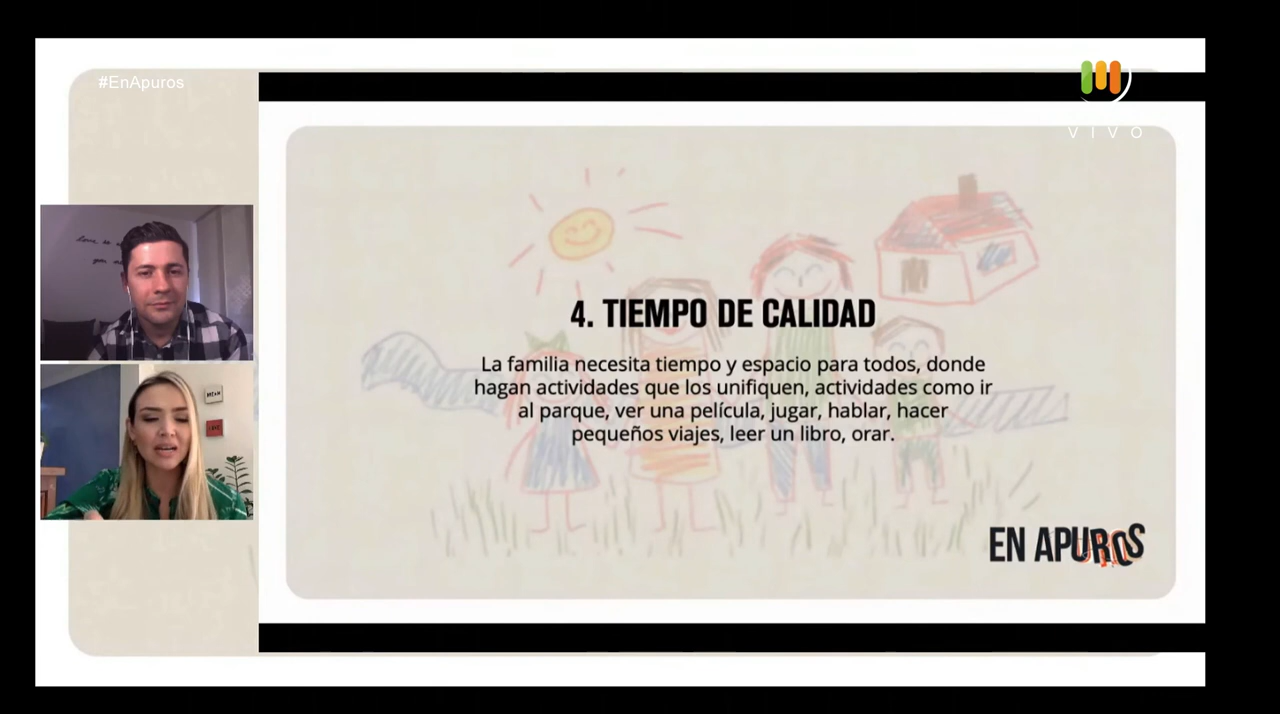 #EnApuros
VIVO
4. TIEMPO DE CALIDAD
La familia necesita tiempo y espacio para todos, donde
hagan actividades que los unifiquen, actividades como ir
al parque, ver una película, jugar, hablar, hacer
pequeños viajes, leer un libro, orar.
EN APUROS